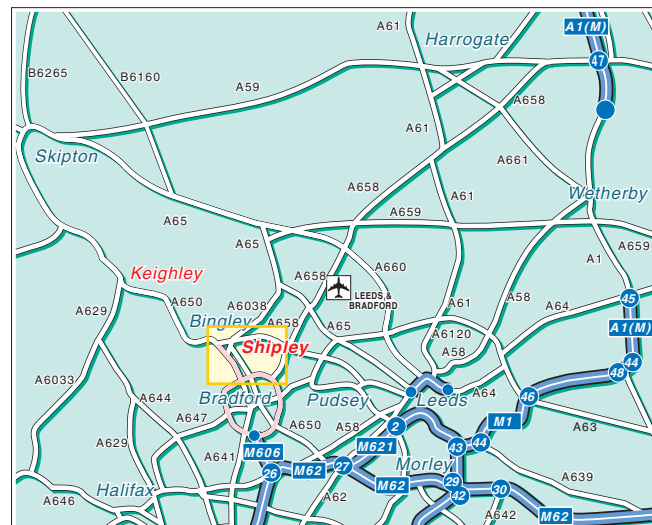 A61
Harrogate
A1(M)
47
B6265
B6160
A59
A658
A61
A661
Skipton
A658
Wetherby
A61
A65
A659
A65
A659
Keighley
A658
A660
A1
A650
LEEDS &
BRADFORD
A629
A6038
Bingley
A658
A61
A58
A64
45
A65
A6120
A1(M)
Shipley
A58
44
48
A6033
A644
Bradford
Pudsey
Leeds
A64
46
A647
A650
A58
2
M1
A63
A629
M621
43
44
A641
M606
Morley
26
M62
27
M62
29
A639
Halifax
42
30
A646
A62
A642
M62